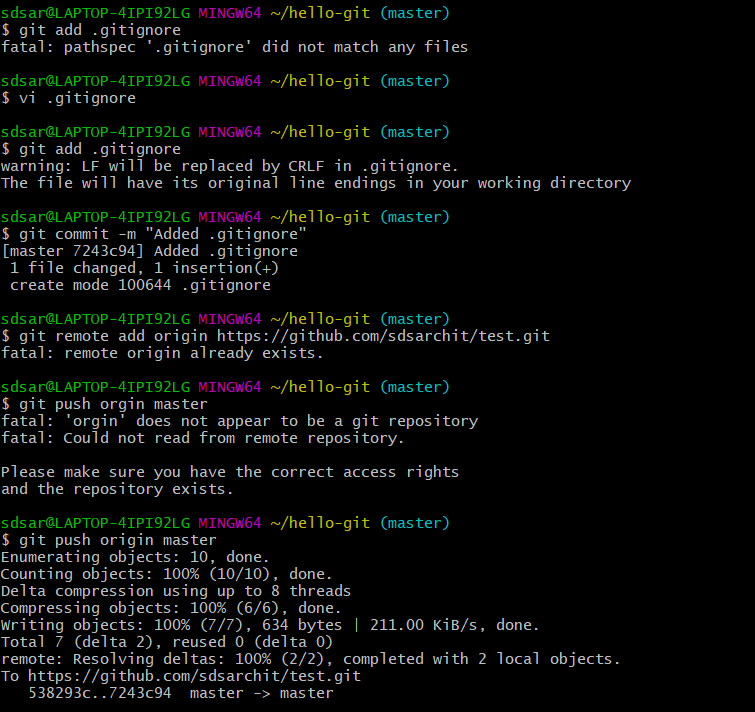 sdsar@LAPTOP-4IPI92LG MINGW64 ~/hello-git (master)
$ git add .gitignore
fatal: pathspec '.gitignore' did not match any files
sdsar@LAPTOP-4IPI92LG MINGW64 ~/hello-git (master)
$ vi .gitignore
sdsar@LAPTOP-4IPI92LG MINGW64 ~/hello-git (master)
$ git add .gitignore
warning: LF will be replaced by CRLF in .gitignore.
The file will have its original line endings in your working directory
sdsar@LAPTOP-4IPI92LG MINGW64 ~/hello-git (master)
$ git commit -m "Added .gitignore"
[master 7243c94] Added .gitignore
 1 file changed, 1 insertion(+)
 create mode 100644 .gitignore
sdsar@LAPTOP-4IPI92LG MINGW64 ~/hello-git (master)
$ git remote add origin https://github.com/sdsarchit/test.git
fatal: remote origin already exists.
sdsar@LAPTOP-4IPI92LG MINGW64 ~/hello-git (master)
$ git push orgin master
fatal: 'orgin' does not appear to be a git repository
fatal: Could not read from remote repository.
Please make sure you have the correct access rights
and the repository exists.
sdsar@LAPTOP-4IPI92LG MINGW64 ~/hello-git (master)
$ git push origin master
Enumerating objects: 10, done.
Counting objects: 100% (10/10), done.
Delta compression using up to 8 threads
Compressing objects: 100% (6/6), done.
Writing objects: 100% (7/7), 634 bytes | 211.00 KiB/s, done.
Total 7 (delta 2), reused 0 (delta 0)
remote: Resolving deltas: 100% (2/2), completed with 2 local objects.
To https://github.com/sdsarchit/test.git
   538293c..7243c94  master -> master